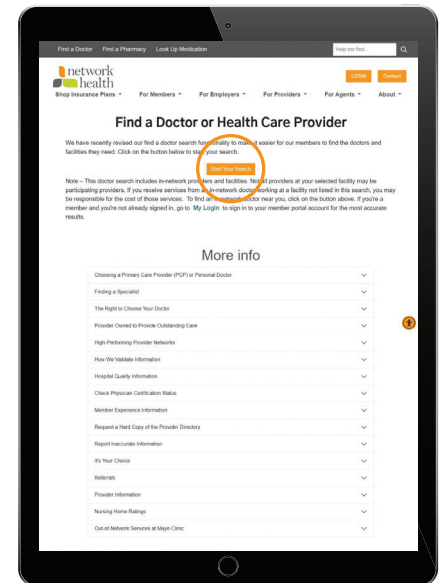 Find a Doctor Find a Pharmacy Look Up Medication Help me find...
network
health
LOGIN Contact
Shop Insurance Plans For Members For Employers For Providers For Agents About
Find a Doctor or Health Care Provider
We have recently revised our find a doctor search functionality to make it easier for our members to find the doctors and
facilities they need. Click on the button below to start your search.
Start Your Search
Note – This doctor search includes in-network providers and facilities. Not all providers at your selected facility may be
participating providers. If you receive services from an in-network doctor working at a facility not listed in this search, you may
be responsible for the cost of those services. To find an in-network doctor near you, click on the button above. If you're a
member and you're not already signed in, go to My Login to sign in to your member portal account for the most accurate
results.
More info
Choosing a Primary Care Provider (PCP) or Personal Doctor
Finding a Specialist
The Right to Choose Your Doctor
Provider Owned to Provide Outstanding Care
High-Performing Provider Networks
How We Validate Information
Hospital Quality Information
Check Physician Certification Status
Member Experience Information
Request a Hard Copy of the Provider Directory
Report Inaccurate Information
It's Your Choice
Referrals
Provider Information
Nursing Home Ratings
Out-of-Network Services at Mayo Clinic